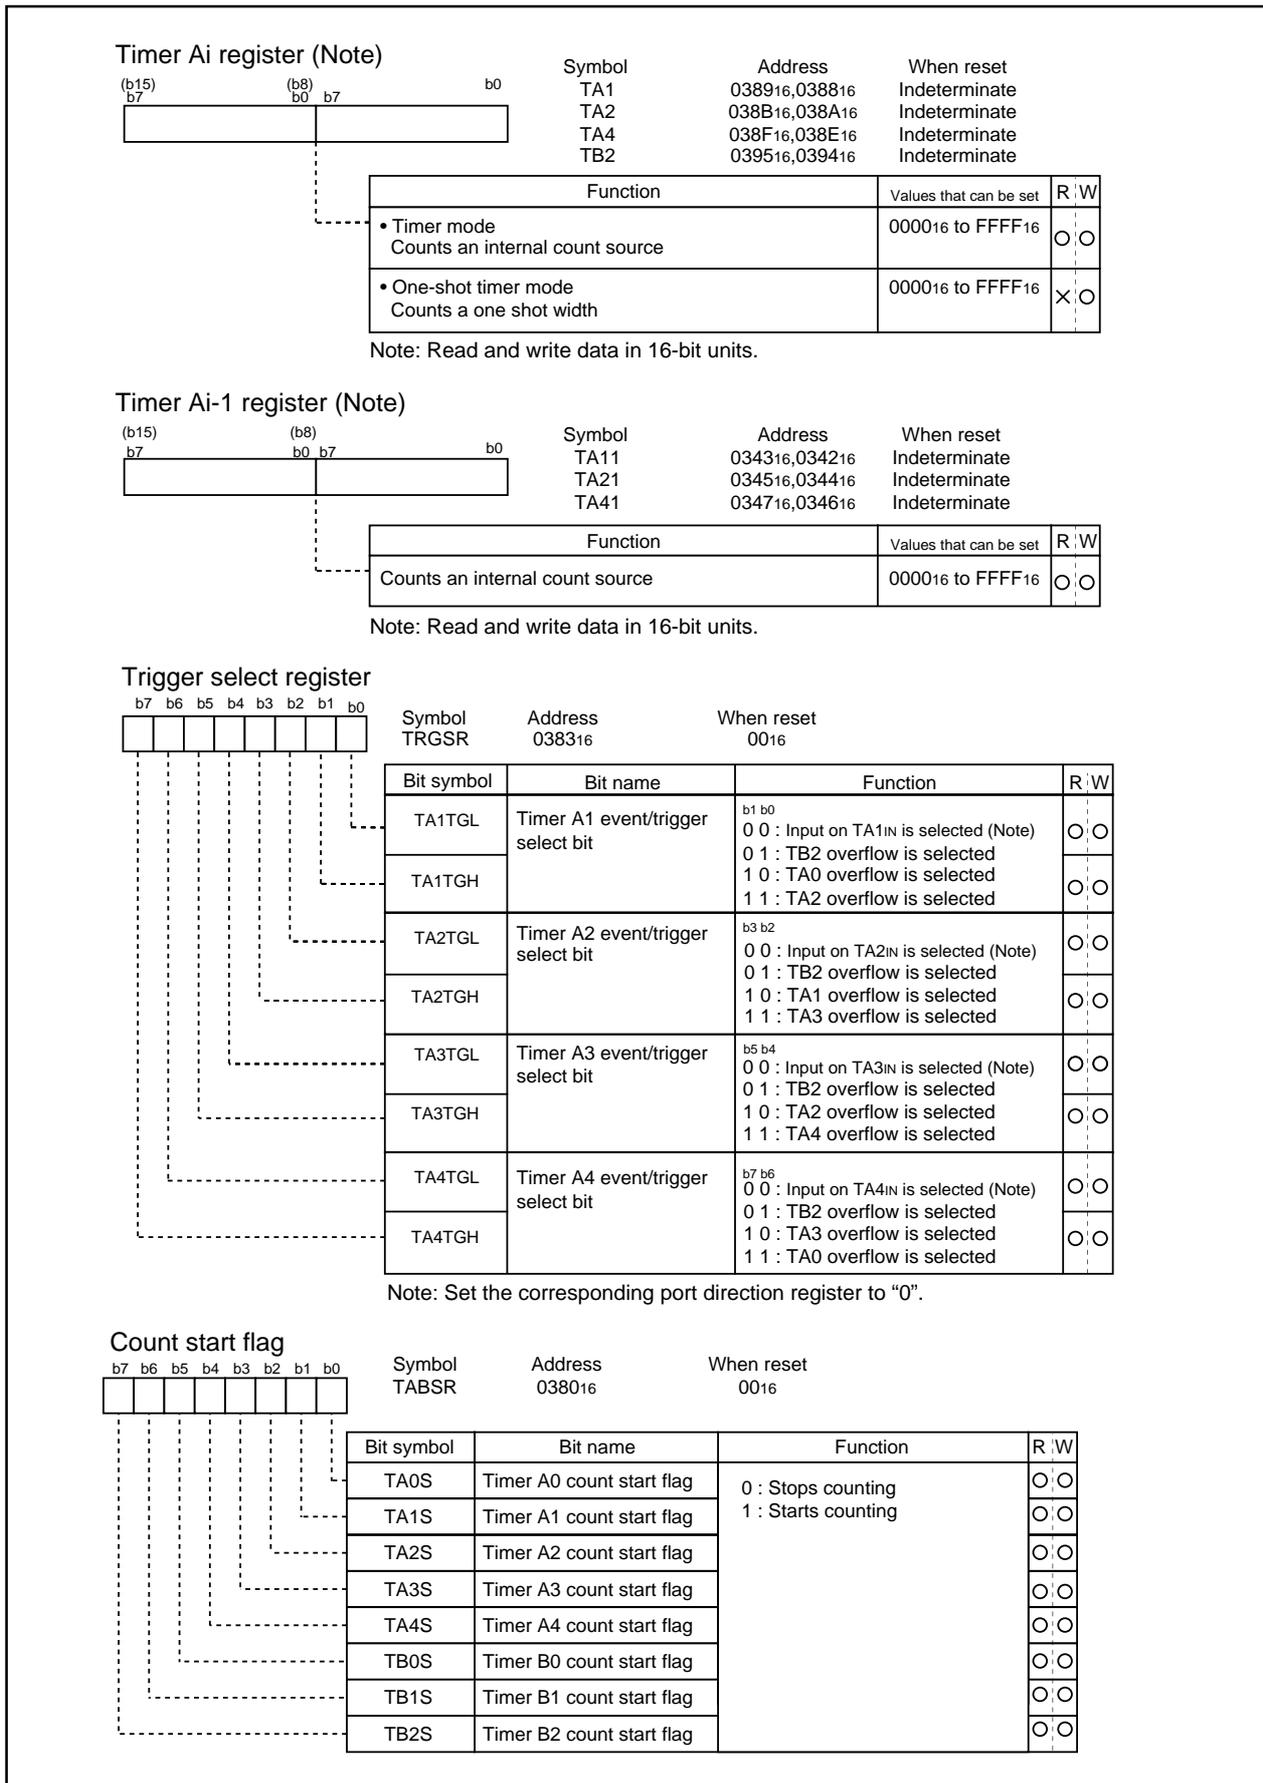 Timer Ai register (Note)
(b15) (b8)
b7 b0 b7 b0
Symbol Address When reset
TA1 038916,038816 Indeterminate
TA2 038B16,038A16 Indeterminate
TA4 038F16,038E16 Indeterminate
TB2 039516,039416 Indeterminate
Function Values that can be set R W
• Timer mode 000016 to FFFF16
Counts an internal count source
• One-shot timer mode 000016 to FFFF16
Counts a one shot width
Note: Read and write data in 16-bit units.
Timer Ai-1 register (Note)
(b15) (b8)
b7 b0 b7 b0
Symbol Address When reset
TA11 034316,034216 Indeterminate
TA21 034516,034416 Indeterminate
TA41 034716,034616 Indeterminate
Function Values that can be set R W
Counts an internal count source 000016 to FFFF16
Note: Read and write data in 16-bit units.
Trigger select register
b7 b6 b5 b4 b3 b2 b1 b0
Symbol Address When reset
TRGSR 038316 0016
Bit symbol Bit name Function R W
TA1TGL Timer A1 event/trigger select bit
b1 b0
0 0 : Input on TA1IN is selected (Note)
0 1 : TB2 overflow is selected
TA1TGH 1 0 : TA0 overflow is selected
1 1 : TA2 overflow is selected
TA2TGL Timer A2 event/trigger select bit
b3 b2
0 0 : Input on TA2IN is selected (Note)
0 1 : TB2 overflow is selected
TA2TGH 1 0 : TA1 overflow is selected
1 1 : TA3 overflow is selected
TA3TGL Timer A3 event/trigger select bit
b5 b4
0 0 : Input on TA3IN is selected (Note)
0 1 : TB2 overflow is selected
TA3TGH 1 0 : TA2 overflow is selected
1 1 : TA4 overflow is selected
TA4TGL Timer A4 event/trigger select bit
b7 b6
0 0 : Input on TA4IN is selected (Note)
0 1 : TB2 overflow is selected
TA4TGH 1 0 : TA3 overflow is selected
1 1 : TA0 overflow is selected
Note: Set the corresponding port direction register to “0”.
Count start flag
b7 b6 b5 b4 b3 b2 b1 b0
Symbol Address When reset
TABSR 038016 0016
Bit symbol Bit name Function R W
TA0S Timer A0 count start flag 0 : Stops counting
TA1S Timer A1 count start flag 1 : Starts counting
TA2S Timer A2 count start flag
TA3S Timer A3 count start flag
TA4S Timer A4 count start flag
TB0S Timer B0 count start flag
TB1S Timer B1 count start flag
TB2S Timer B2 count start flag